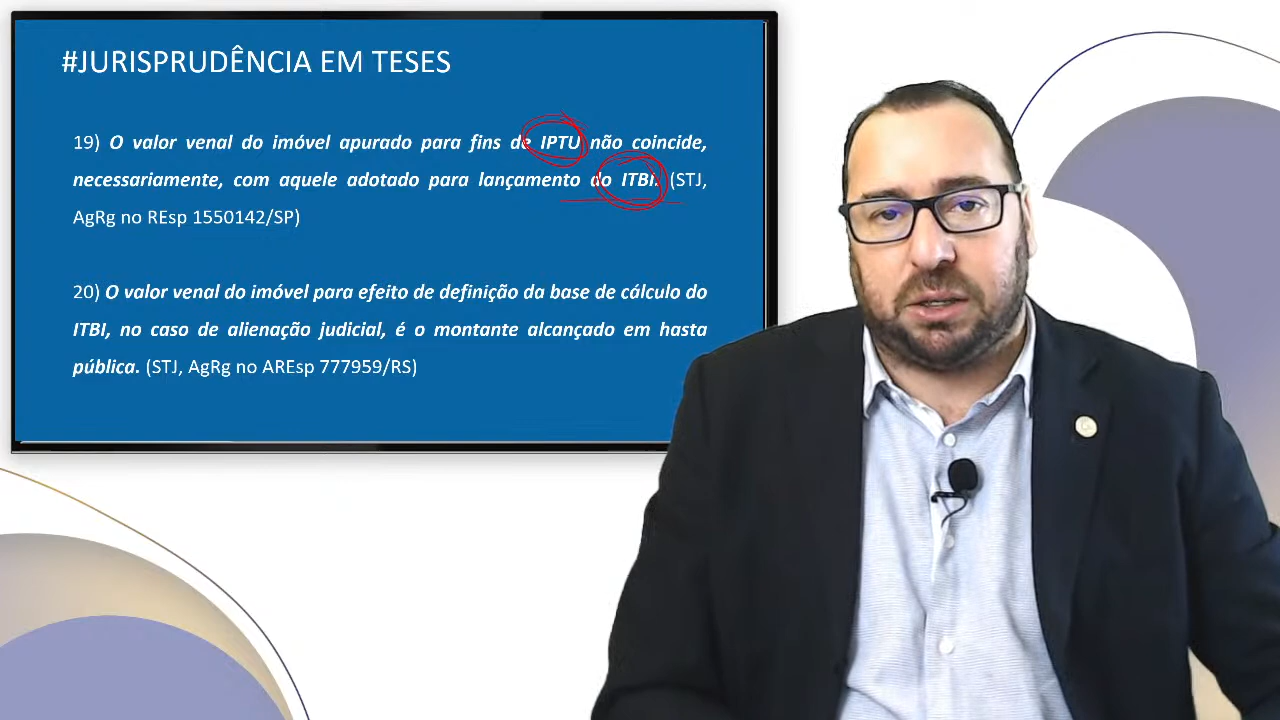 #JURISPRUDÊNCIA EM TESES
19) O valor venal do imóvel apurado para fins de IPTU não coincide,
necessariamente, com aquele adotado para lançamento do ITBI. (STJ,
AgRg no REsp 1550142/SP)
20) O valor venal do imóvel para efeito de definição da base de cálculo do
ITBI, no caso de alienação judicial, é o montante alcançado em hasta
pública. (STJ, AgRg no AREsp 777959/RS)